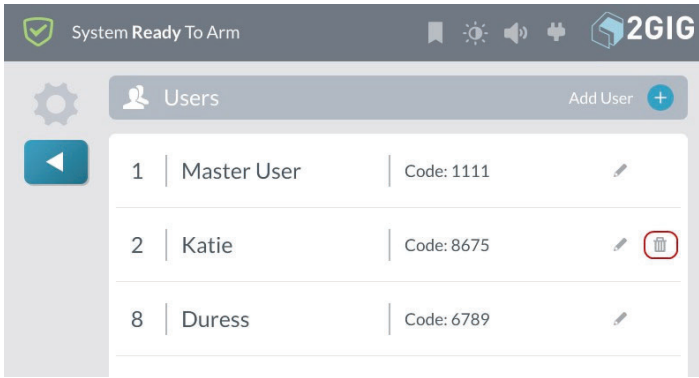 System Ready To Arm
2GIG
Users
Add User +
1 Master User Code: 1111
2 Katie Code: 8675
8 Duress Code: 6789